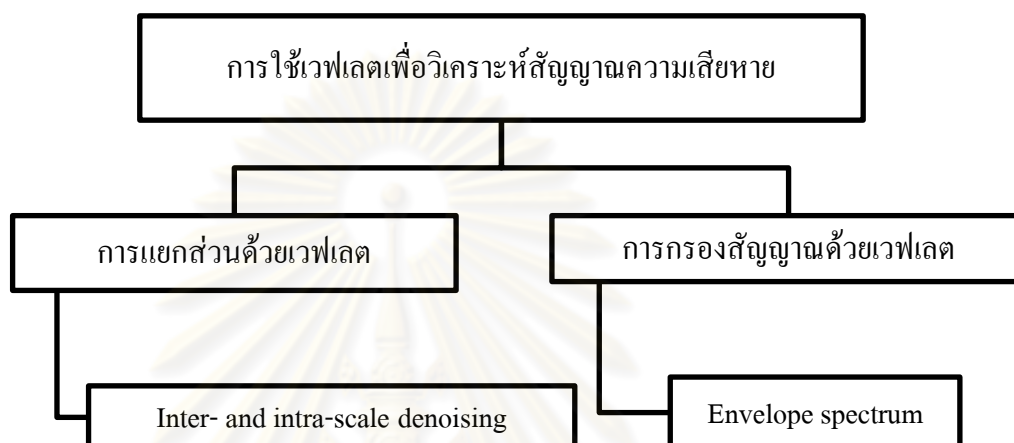 การใช้เวฟเลตเพื่อวิเคราะห์สัญญาณความเสียหาย
การแยกส่วนด้วยเวฟเลต
การกรองสัญญาณด้วยเวฟเลต
Inter- and intra-scale denoising
Envelope spectrum